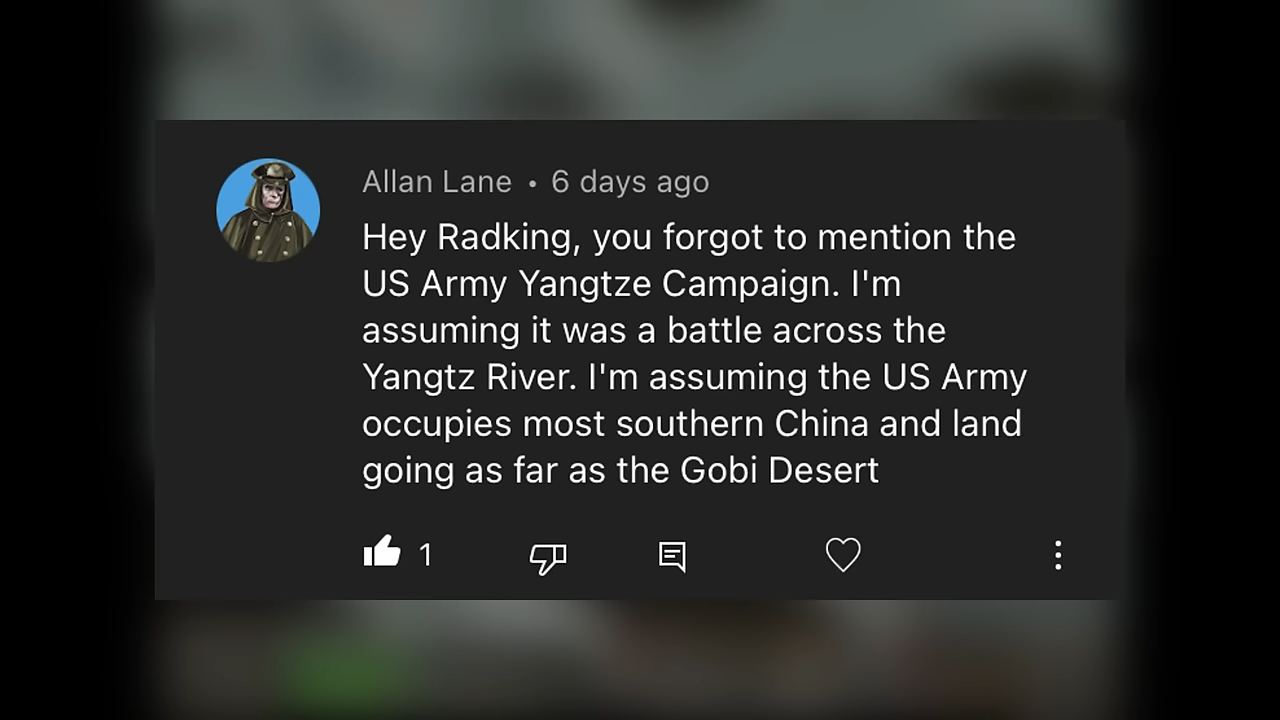 Allan Lane • 6 days ago
Hey Radking, you forgot to mention the
US Army Yangtze Campaign. I'm
assuming it was a battle across the
Yangtz River. I'm assuming the US Army
occupies most southern China and land
going as far as the Gobi Desert
1